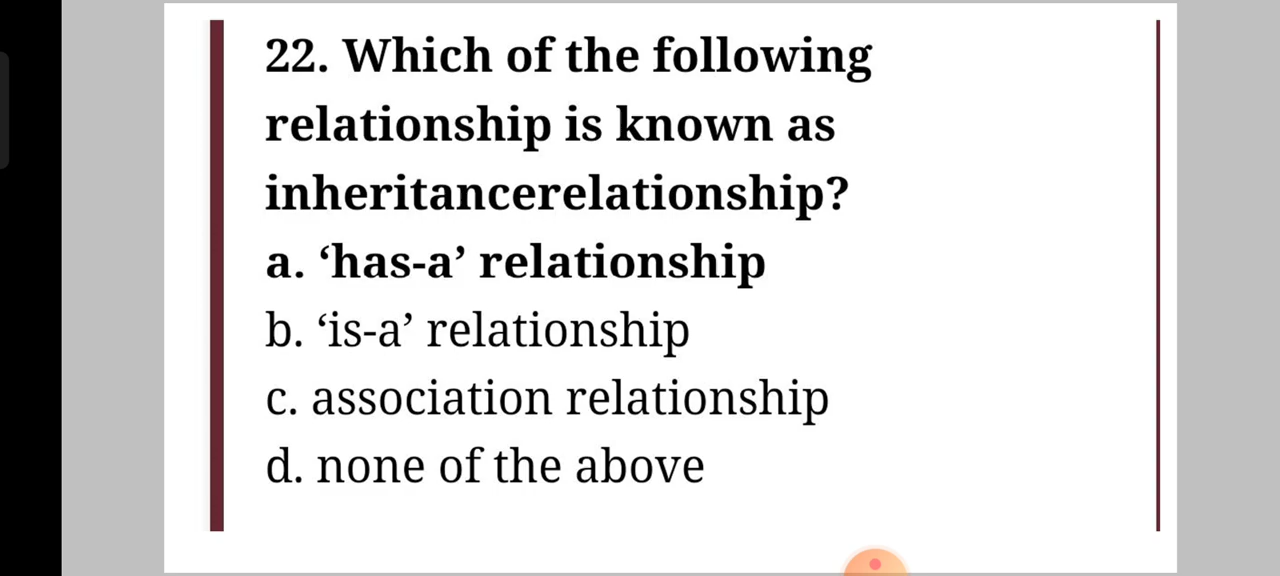 22. Which of the following
relationship is known as
inheritancerelationship?
a. ‘has-a’ relationship
b. ‘is-a’ relationship
c. association relationship
d. none of the above